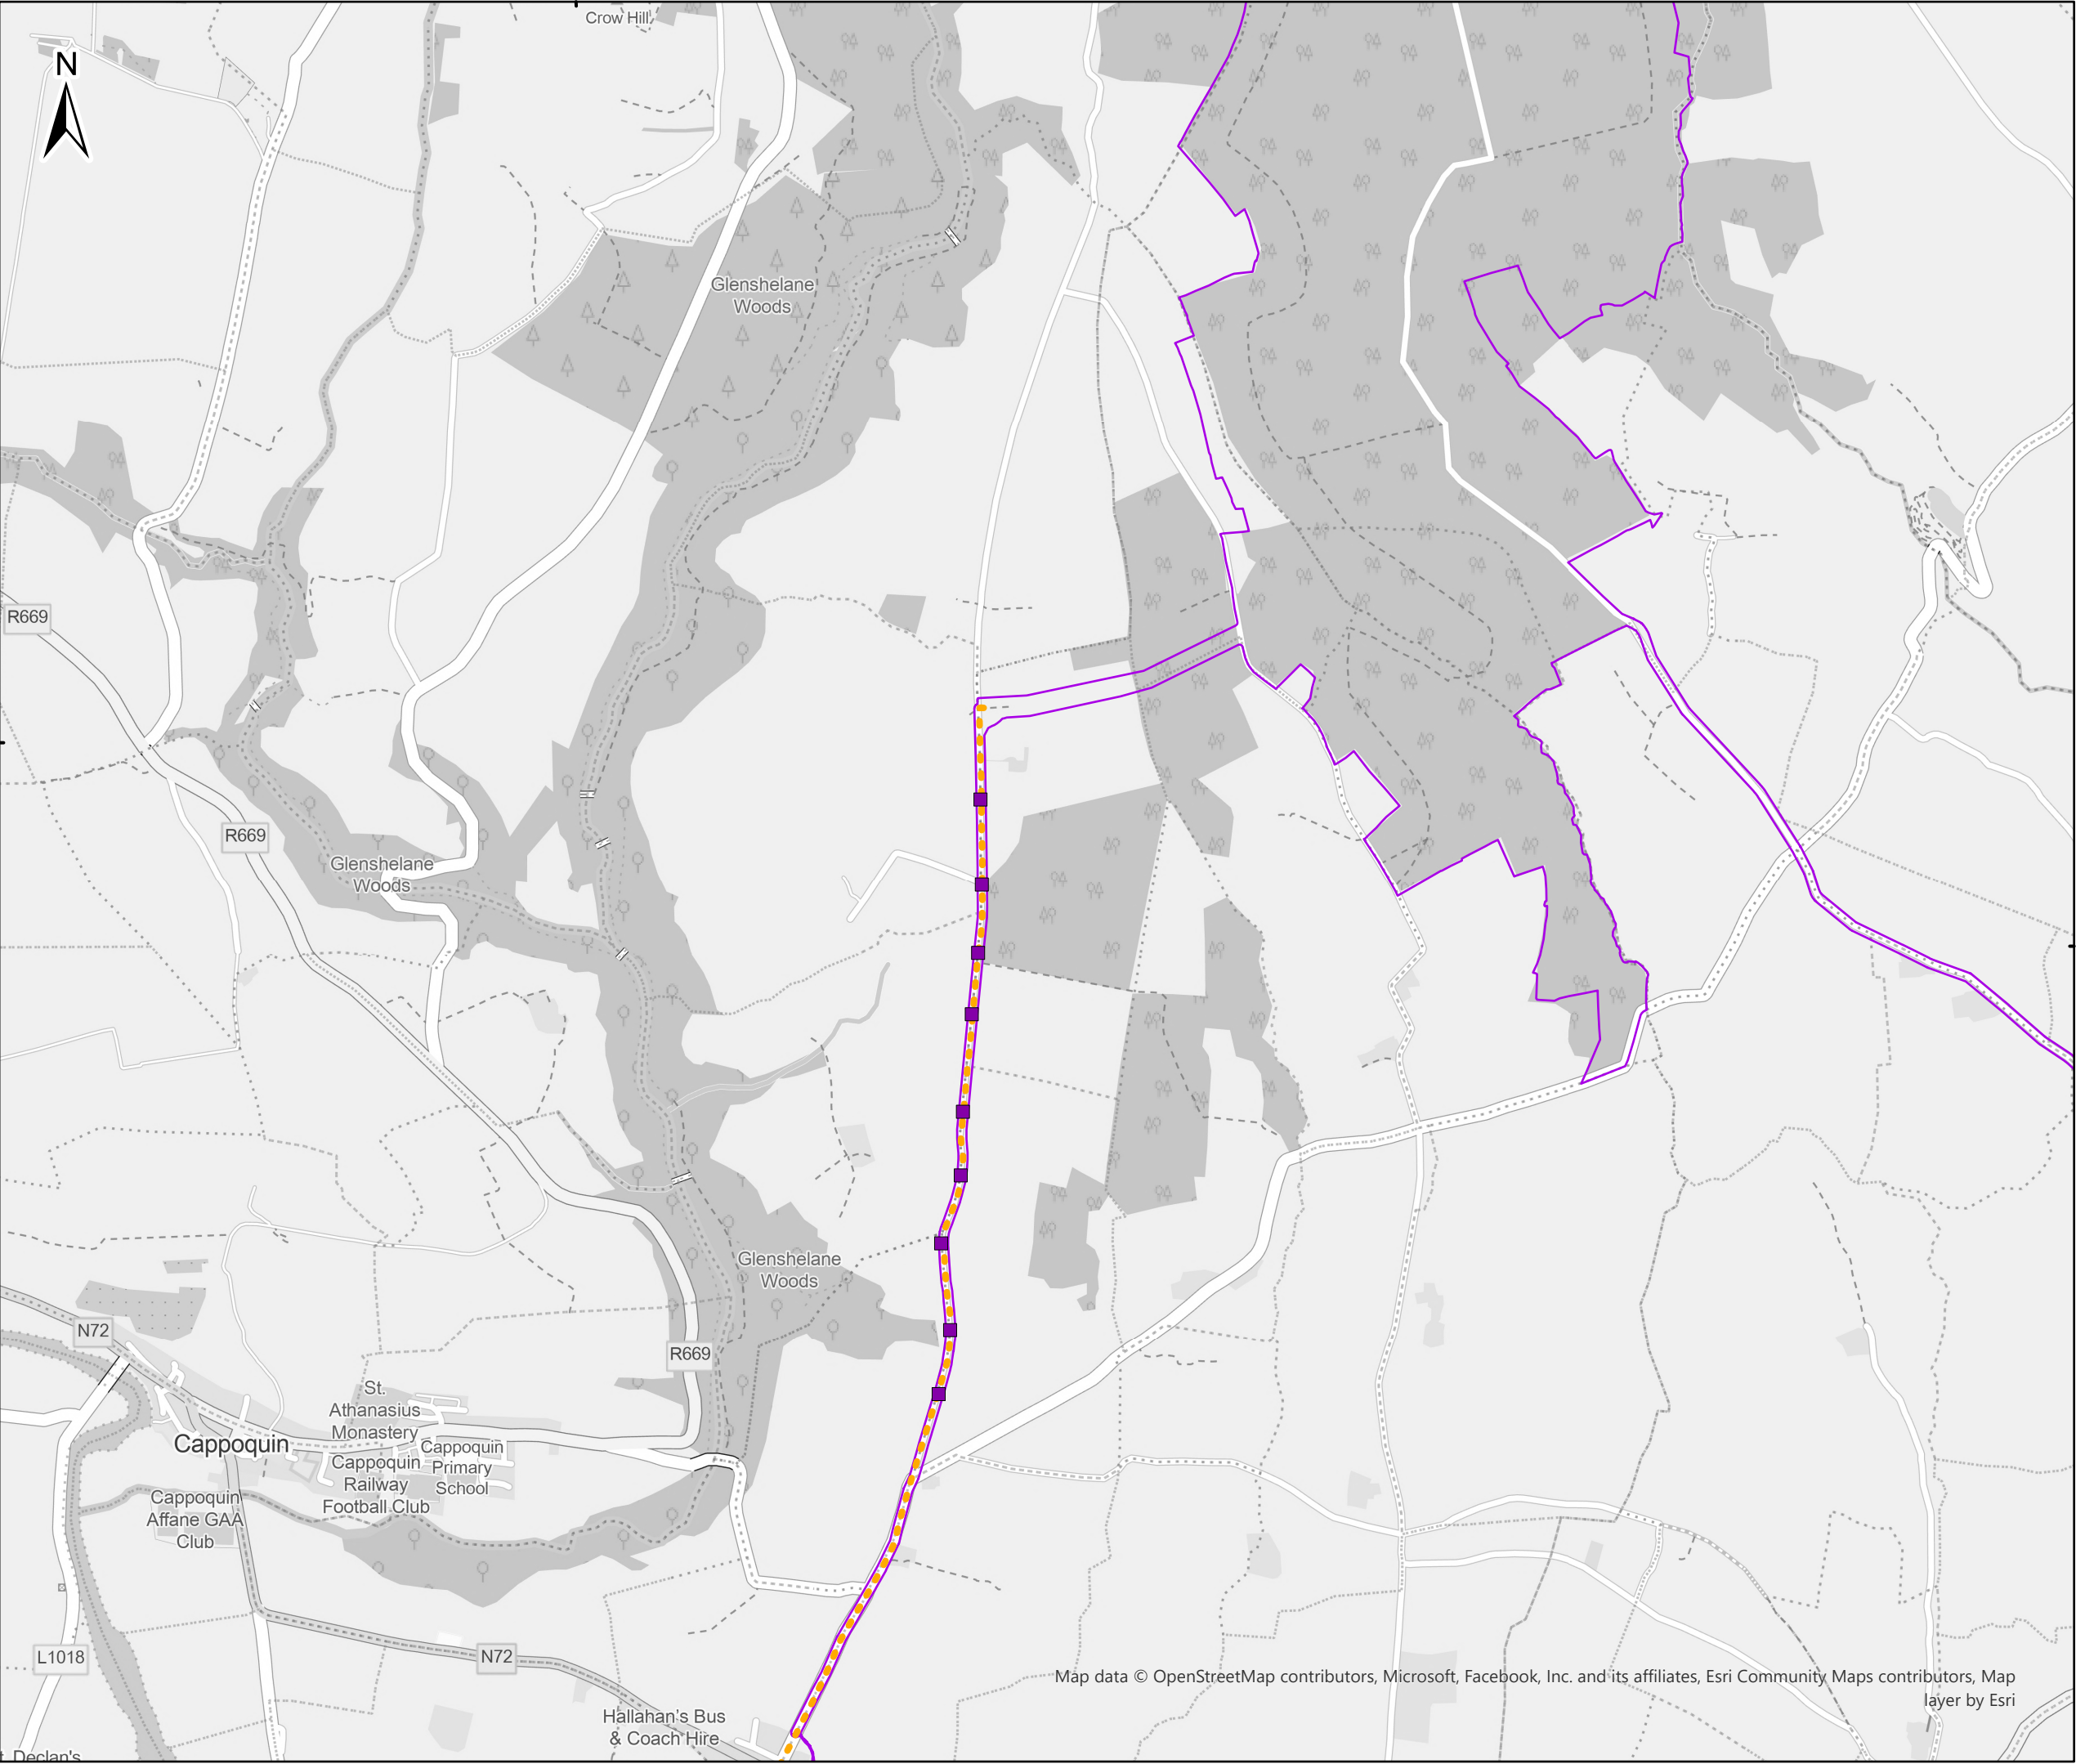 Crow Hill
N
Glenshelane
Woods
R669
R669
Glenshelane
Woods
Glenshelane
Woods
N72
R669
St.
Athanasius
Monastery
Cappoquin
Cappoquin
Primary
School
Cappoquin
Railway
Football Club
Cappoquin
Affane GAA
Club
L1018
N72
Map data © OpenStreetMap contributors, Microsoft, Facebook, Inc. and its affiliates, Esri Community Maps contributors, Map
layer by Esri
Hallahan's Bus
& Coach Hire
t. Declan's